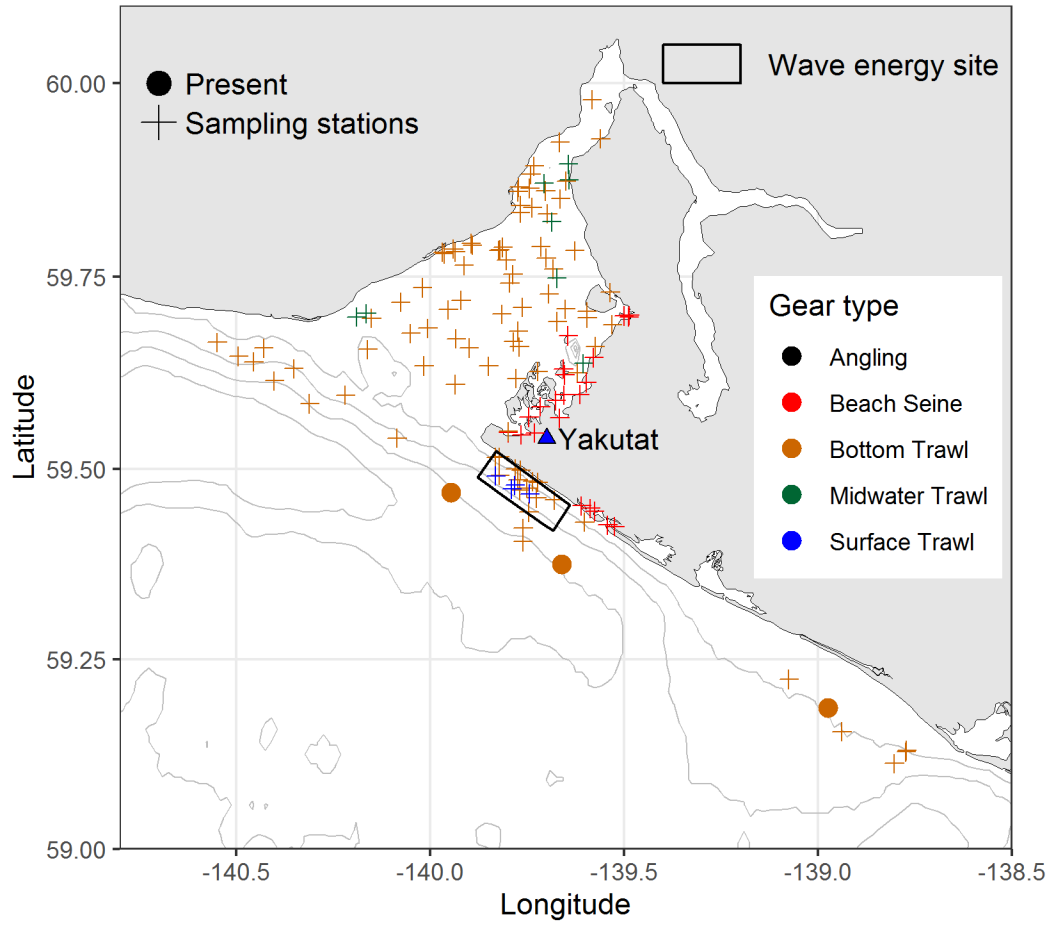 Present
Sampling stations
Wave energy site
60.00
59.75
59.50
59.25
59.00
Latitude
Yakutat
Gear type
Angling
Beach Seine
Bottom Trawl
Midwater Trawl
Surface Trawl
-140.5
-140.0
-139.5
-139.0
-138.5
Longitude